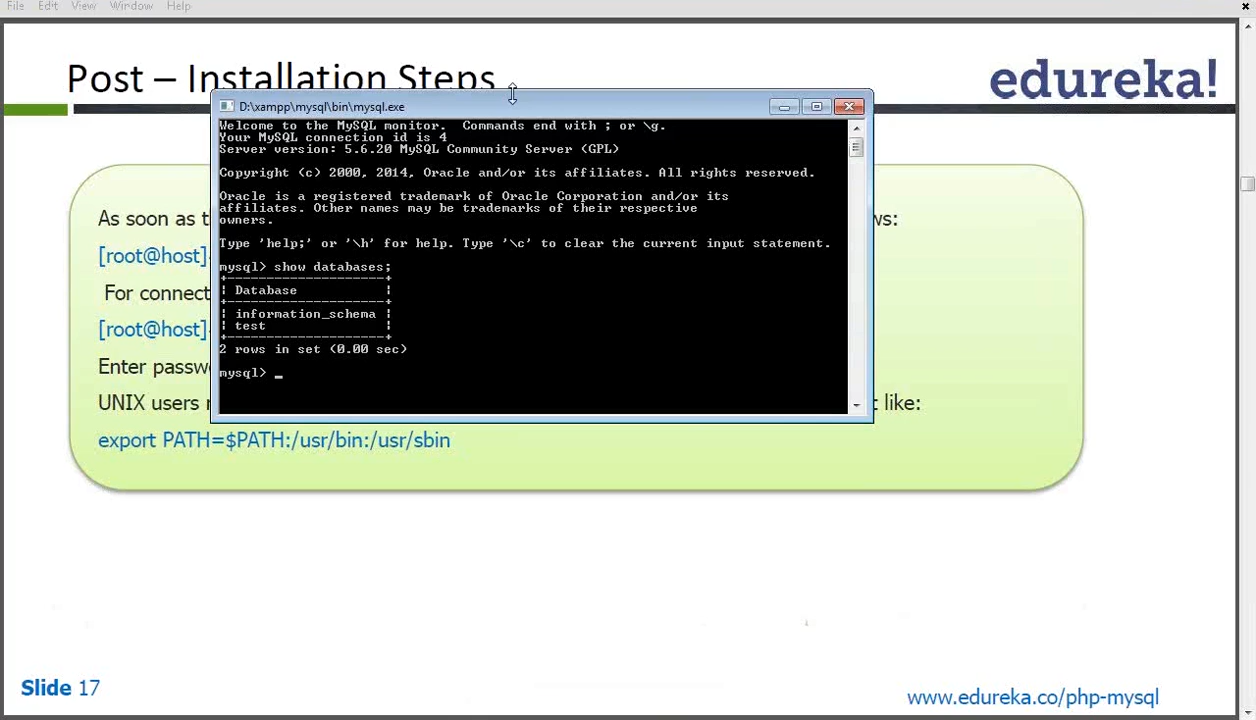 File Edit View Window Help
Post – Installation Steps
edureka!
D:\xampp\mysql\bin\mysql.exe
Welcome to the MySQL monitor.  Commands end with ; or \g.
Your MySQL connection id is 4
Server version: 5.6.20 MySQL Community Server (GPL)
Copyright (c) 2000, 2014, Oracle and/or its affiliates. All rights reserved.
Oracle is a registered trademark of Oracle Corporation and/or its
affiliates. Other names may be trademarks of their respective
owners.
Type 'help;' or '\h' for help. Type '\c' to clear the current input statement.
mysql> show databases;
+--------------------+
| Database           |
+--------------------+
| information_schema |
| test               |
+--------------------+
2 rows in set (0.00 sec)
mysql> _
As soon as t
ws:
[root@host]
For connect
[root@host]
Enter passw
UNIX users
t like:
export PATH=$PATH:/usr/bin:/usr/sbin
Slide 17
www.edureka.co/php-mysql